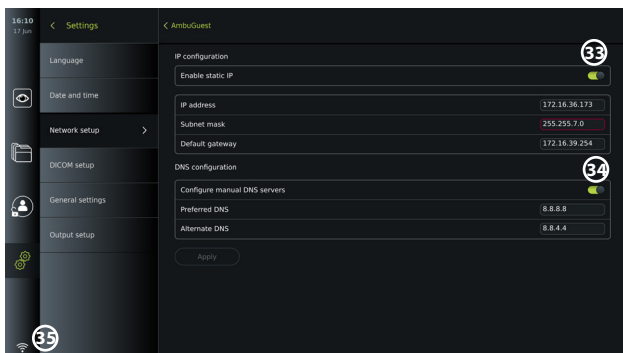 16:10
17 Jun
Settings
AmbuGuest
Language
Date and time
Network setup
DICOM setup
General settings
Output setup
IP configuration
33
Enable static IP
IP address 172.16.36.173
Subnet mask 255.255.7.0
Default gateway 172.16.39.254
DNS configuration
34
Configure manual DNS servers
Preferred DNS 8.8.8.8
Alternate DNS 8.8.4.4
Apply
35